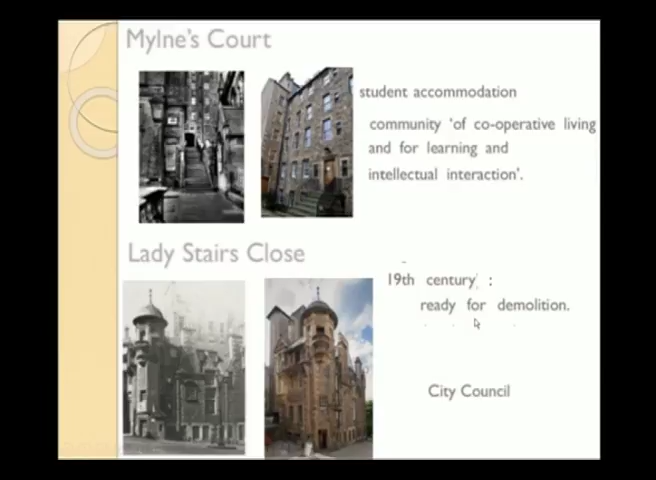 Mylne's Court
student accommodation
community 'of co-operative living
and for learning and
intellectual interaction'.
Lady Stairs Close
19th century :
ready for demolition.
City Council